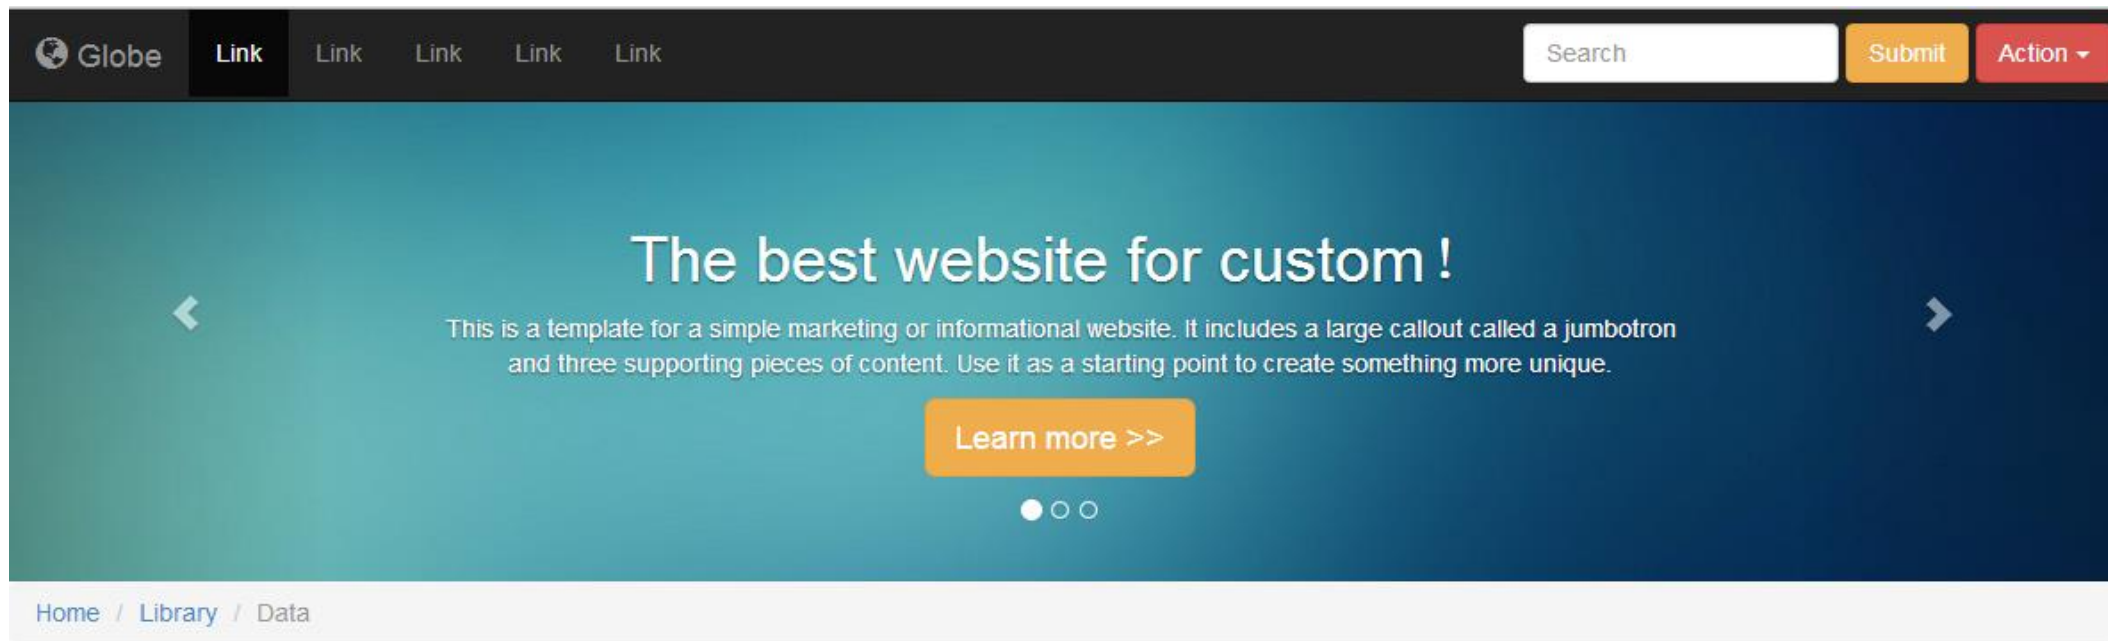 Globe Link Link Link Link Link Search Submit Action
The best website for custom！
This is a template for a simple marketing or informational website. It includes a large callout called a jumbotron
and three supporting pieces of content. Use it as a starting point to create something more unique.
Learn more >>
Home / Library / Data